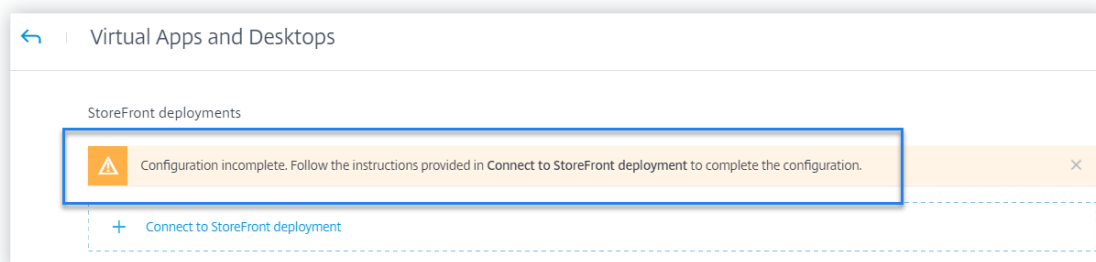 Virtual Apps and Desktops
StoreFront deployments
Configuration incomplete. Follow the instructions provided in Connect to StoreFront deployment to complete the configuration.
+ Connect to StoreFront deployment